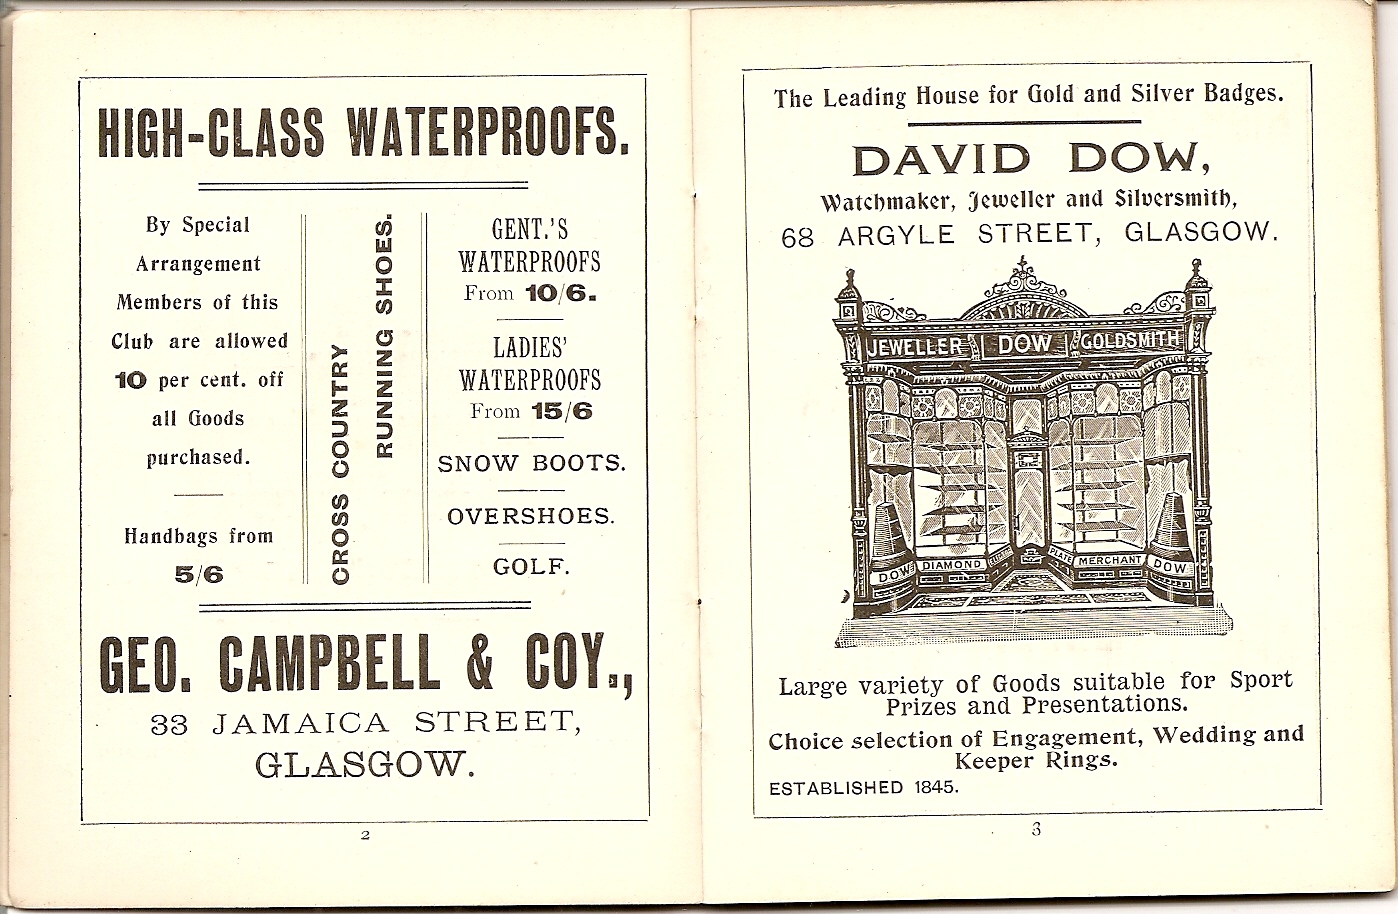 HIGH-CLASS WATERPROOFS.
By Special
Arrangement
Members of this
Club are allowed
10 per cent. off
all Goods
purchased.
Handbags from
5/6
CROSS COUNTRY
RUNNING SHOES.
GENT.'S
WATERPROOFS
From 10/6.
LADIES'
WATERPROOFS
From 15/6
SNOW BOOTS.
OVERSHOES.
GOLF.
GEO. CAMPBELL & COY.,
33 JAMAICA STREET,
GLASGOW.
2
The Leading House for Gold and Silver Badges.
DAVID DOW,
Watchmaker, Jeweller and Silversmith,
68 ARGYLE STREET, GLASGOW.
JEWELLER DOW GOLDSMITH
DOW DIAMOND PLATE MERCHANT DOW
Large variety of Goods suitable for Sport
Prizes and Presentations.
Choice selection of Engagement, Wedding and
Keeper Rings.
ESTABLISHED 1845.
3